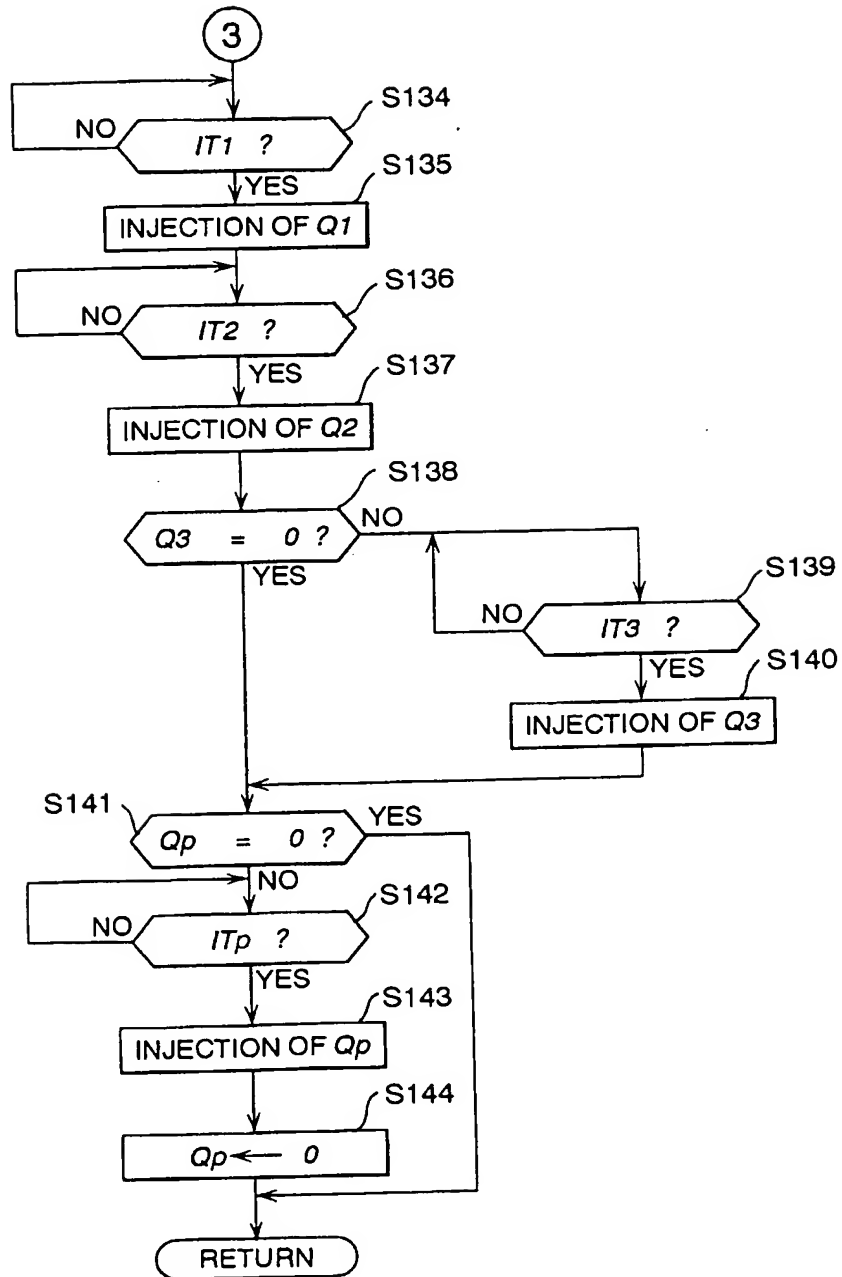 3
S134
NO
IT1 ?
YES
S135
INJECTION OF Q1
S136
NO
IT2 ?
YES
S137
INJECTION OF Q2
S138
Q3 = 0 ?
NO
YES
S139
NO
IT3 ?
YES
S140
INJECTION OF Q3
S141
Qp = 0 ?
YES
NO
S142
NO
ITp ?
YES
S143
INJECTION OF Qp
S144
Qp ← 0
RETURN